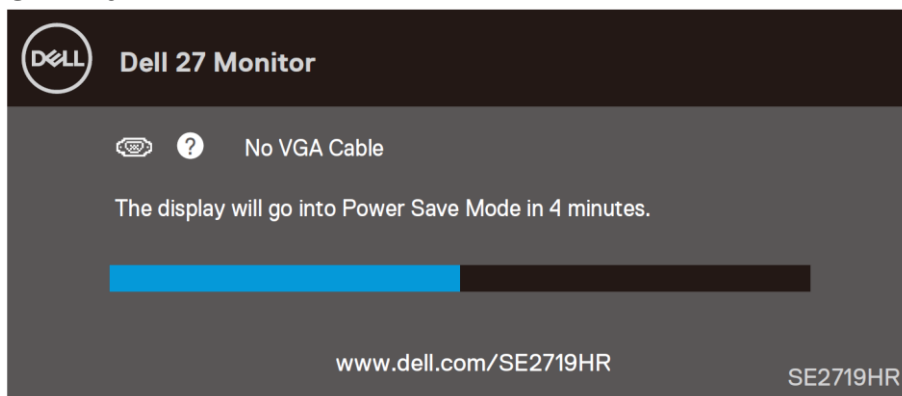 DELL
Dell 27 Monitor
? No VGA Cable
The display will go into Power Save Mode in 4 minutes.
www.dell.com/SE2719HR
SE2719HR